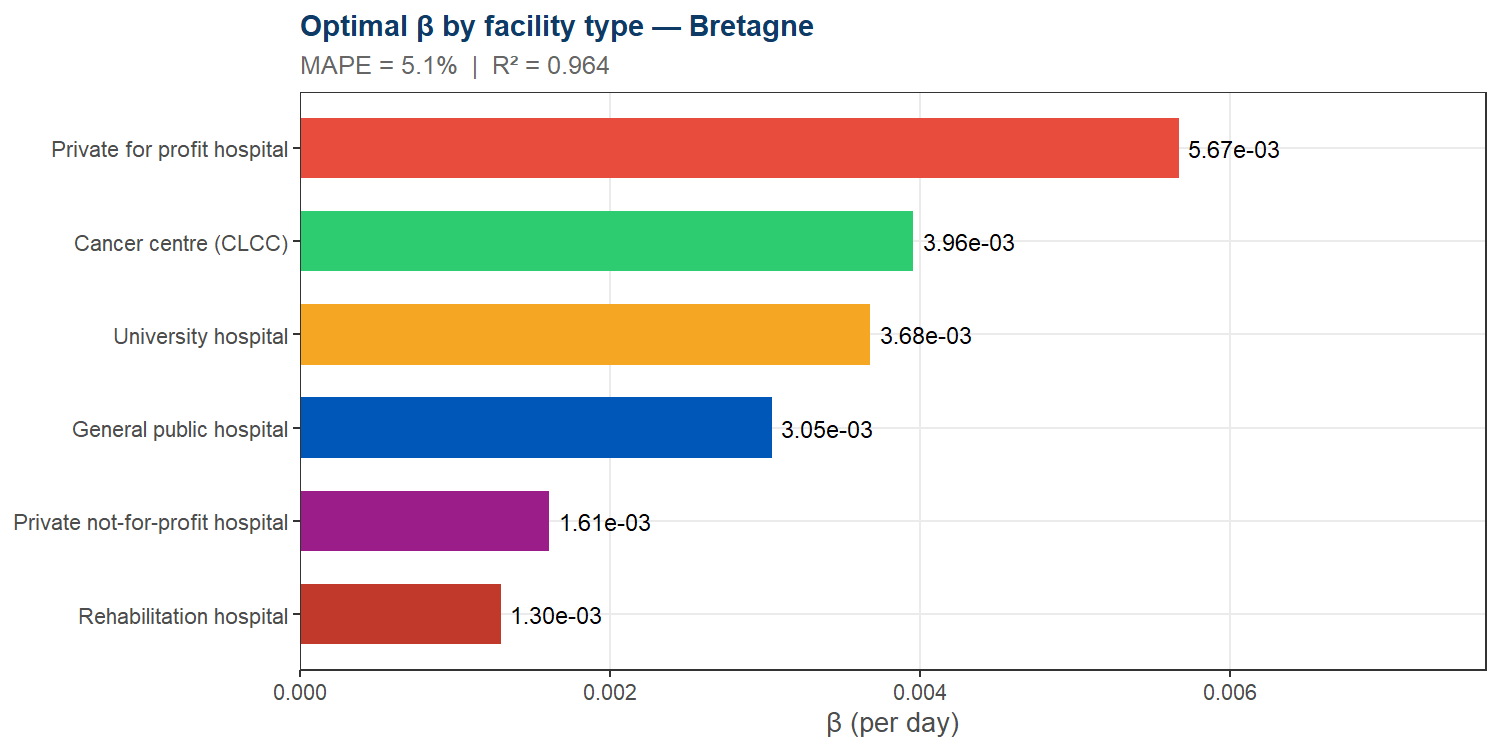 Optimal β by facility type — Bretagne
MAPE = 5.1% | R² = 0.964
Private for profit hospital 5.67e-03
Cancer centre (CLCC) 3.96e-03
University hospital 3.68e-03
General public hospital 3.05e-03
Private not-for-profit hospital 1.61e-03
Rehabilitation hospital 1.30e-03
0.000 0.002 0.004 0.006
β (per day)